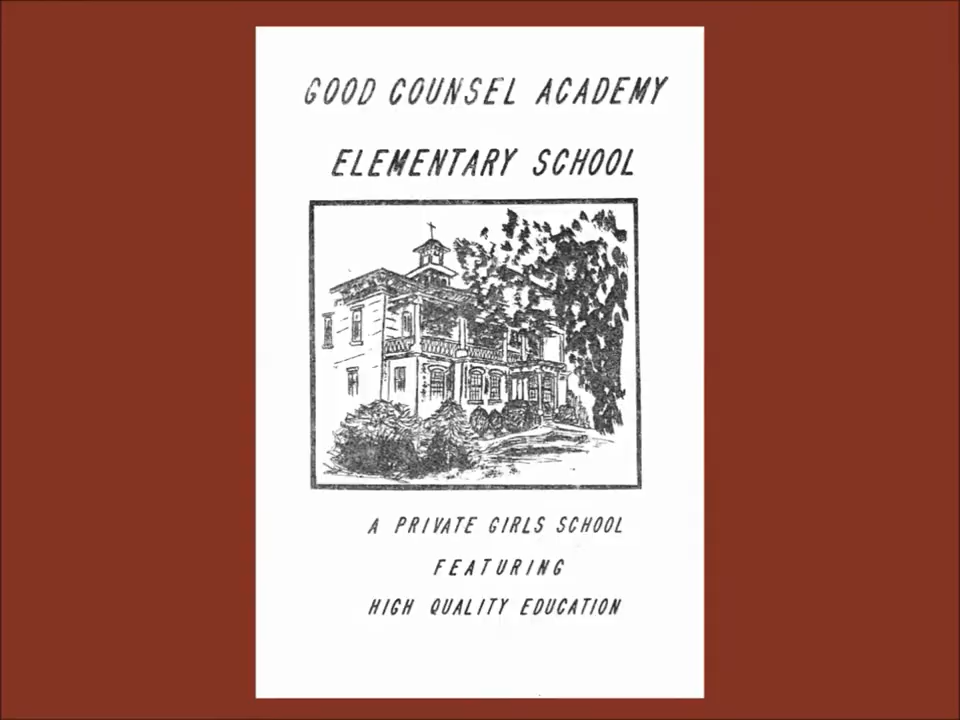 GOOD COUNSEL ACADEMY
ELEMENTARY SCHOOL
A PRIVATE GIRLS SCHOOL
FEATURING
HIGH QUALITY EDUCATION